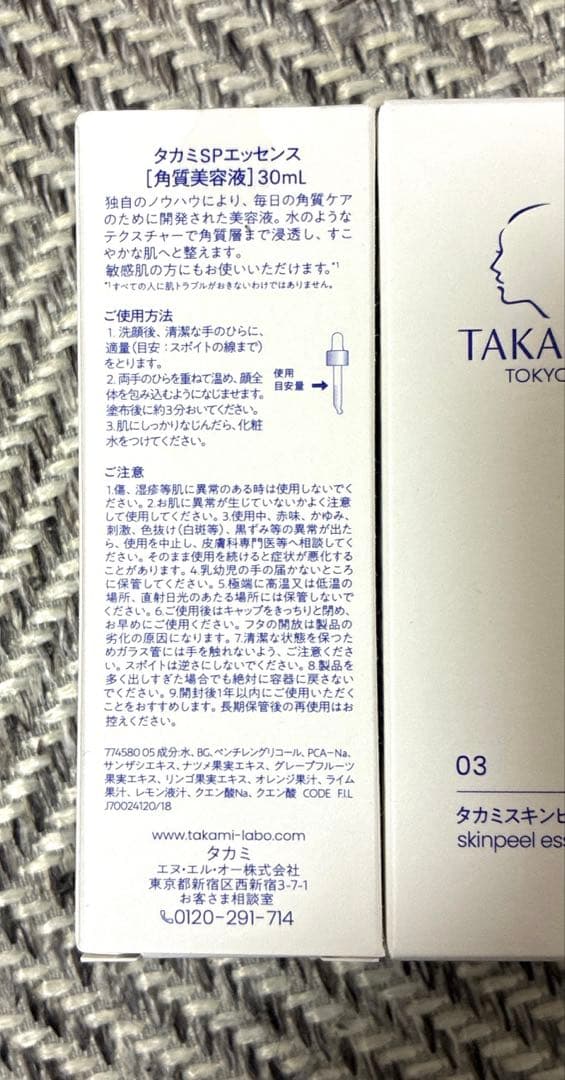 タカミSPエッセンス
[角質美容液]30mL
独自のノウハウにより、毎日の角質ケア
のために開発された美容液。水のような
テクスチャーで角質層まで浸透し、すこ
やかな肌へと整えます。
敏感肌の方にもお使いいただけます。*1
*1すべての人に肌トラブルがおきないわけではありません。
ご使用方法
1. 洗顔後、清潔な手のひらに、
適量(目安:スポイトの線まで)
をとります。
2. 両手のひらを重ねて温め、顔全
体を包み込むようになじませます。
塗布後に約3分おいてください。
3.肌にしっかりなじんだら、化粧
水をつけてください。
使用
目安量
ご注意
1.傷、湿疹等肌に異常のある時は使用しないでく
ださい。2.お肌に異常が生じていないかよく注意
して使用してください。3.使用中、赤味、かゆみ、
刺激、色抜け(白斑等)、黒ずみ等の異常が出た
ら、使用を中止し、皮膚科専門医等へ相談してく
ださい。そのまま使用を続けると症状が悪化する
ことがあります。4.乳幼児の手の届かないところ
に保管してください。5.極端に高温又は低温の
場所、直射日光のあたる場所には保管しないで
ください。6.ご使用後はキャップをきっちりと閉め、
お早めにご使用ください。フタの開放は製品の
劣化の原因になります。7.清潔な状態を保つた
めガラス管には手を触れないよう、ご注意くださ
い。スポイトは逆さにしないでください。8.製品を
多く出しすぎた場合でも絶対に容器に戻さない
でください。9.開封後1年以内にご使用いただく
ことをおすすめします。長期保管後の再使用はお
控えください。
774580 05 成分:水、BG、ペンチレングリコール、PCA-Na、
サンザシエキス、ナツメ果実エキス、グレープフルーツ
果実エキス、リンゴ果実エキス、オレンジ果汁、ライム
果汁、レモン液汁、クエン酸Na、クエン酸 CODE F.I.L
J70024120/18
www.takami-labo.com
タカミ
エヌ・エル・オー株式会社
東京都新宿区西新宿3-7-1
お客さま相談室
0120-291-714
TAKA
TOKYO
03
タカミスキンピ
skinpeel ess